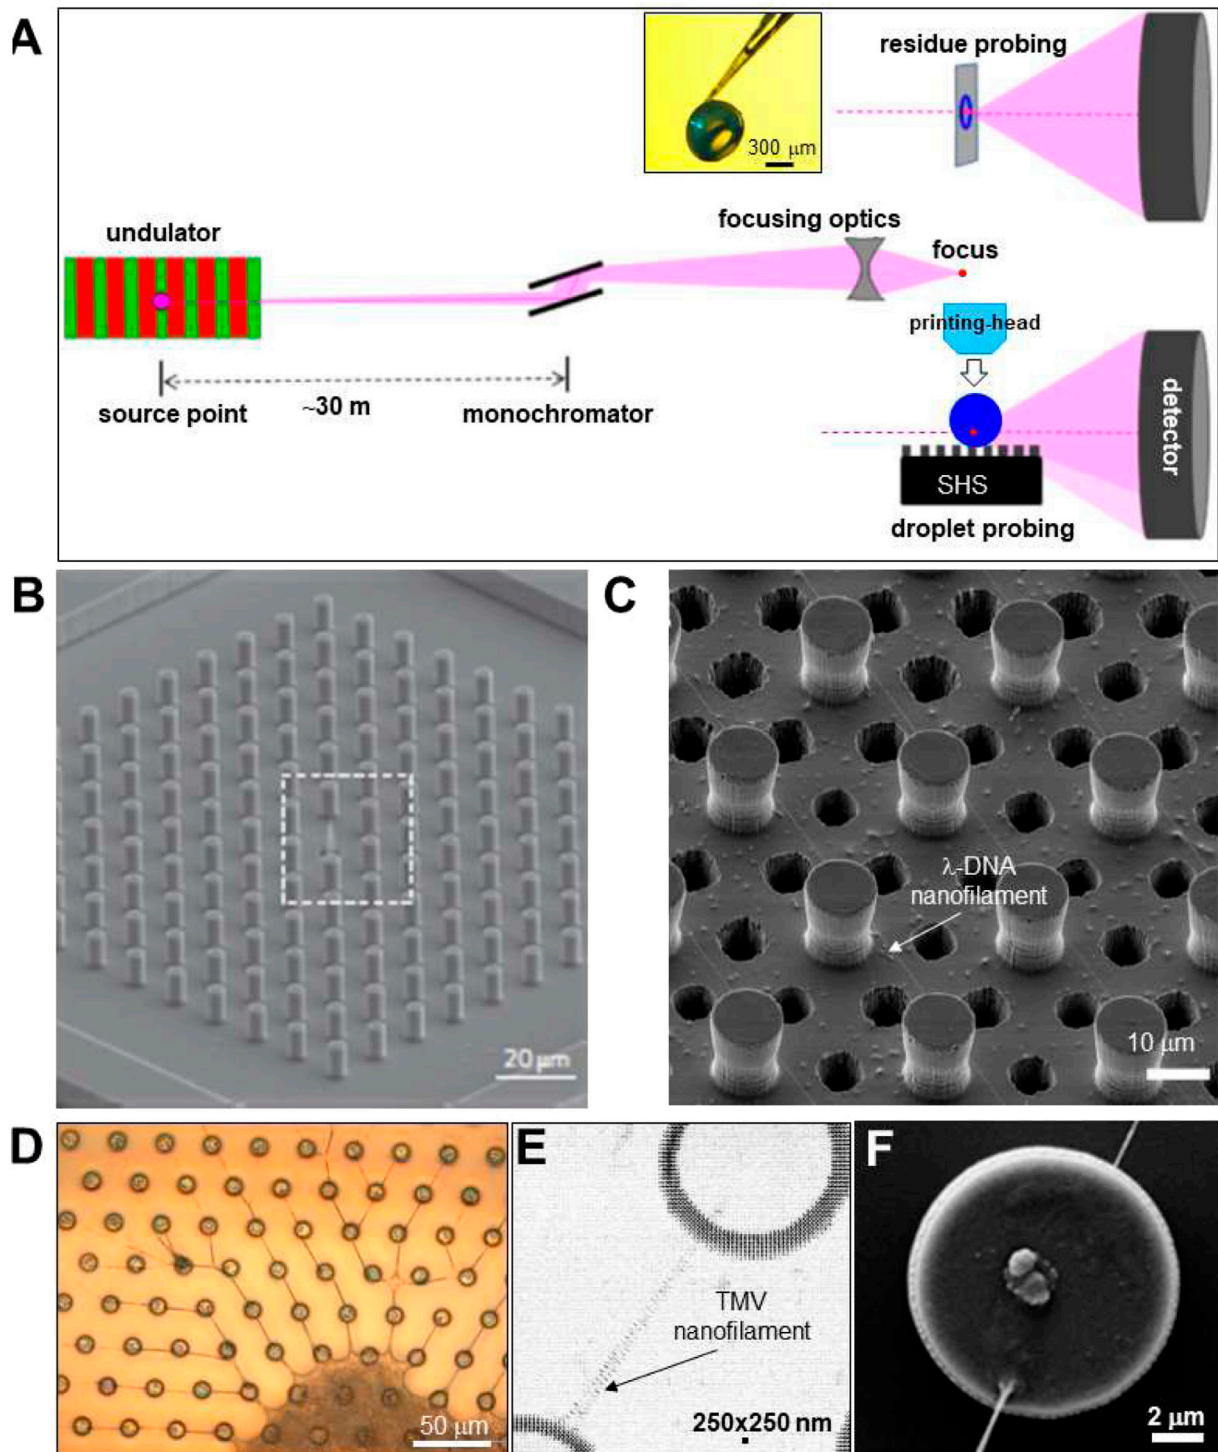 A
residue probing
300 μm
undulator
focusing optics
focus
printing-head
source point
~30 m
monochromator
detector
SHS
droplet probing
B
C
λ-DNA
nanofilament
20 μm
10 μm
D
E
F
TMV
nanofilament
50 μm
250x250 nm
2 μm